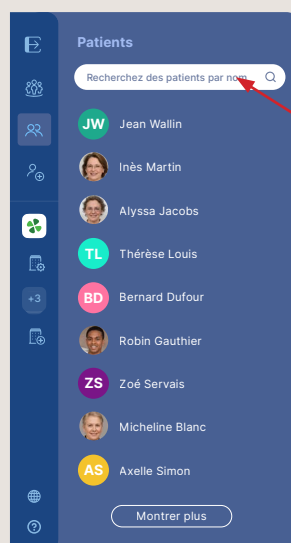 Patients
Recherchez des patients par nom
JW Jean Wallin
Inès Martin
Alyssa Jacobs
TL Thérèse Louis
BD Bernard Dufour
+3
Robin Gauthier
ZS Zoé Servais
Micheline Blanc
AS Axelle Simon
Montrer plus